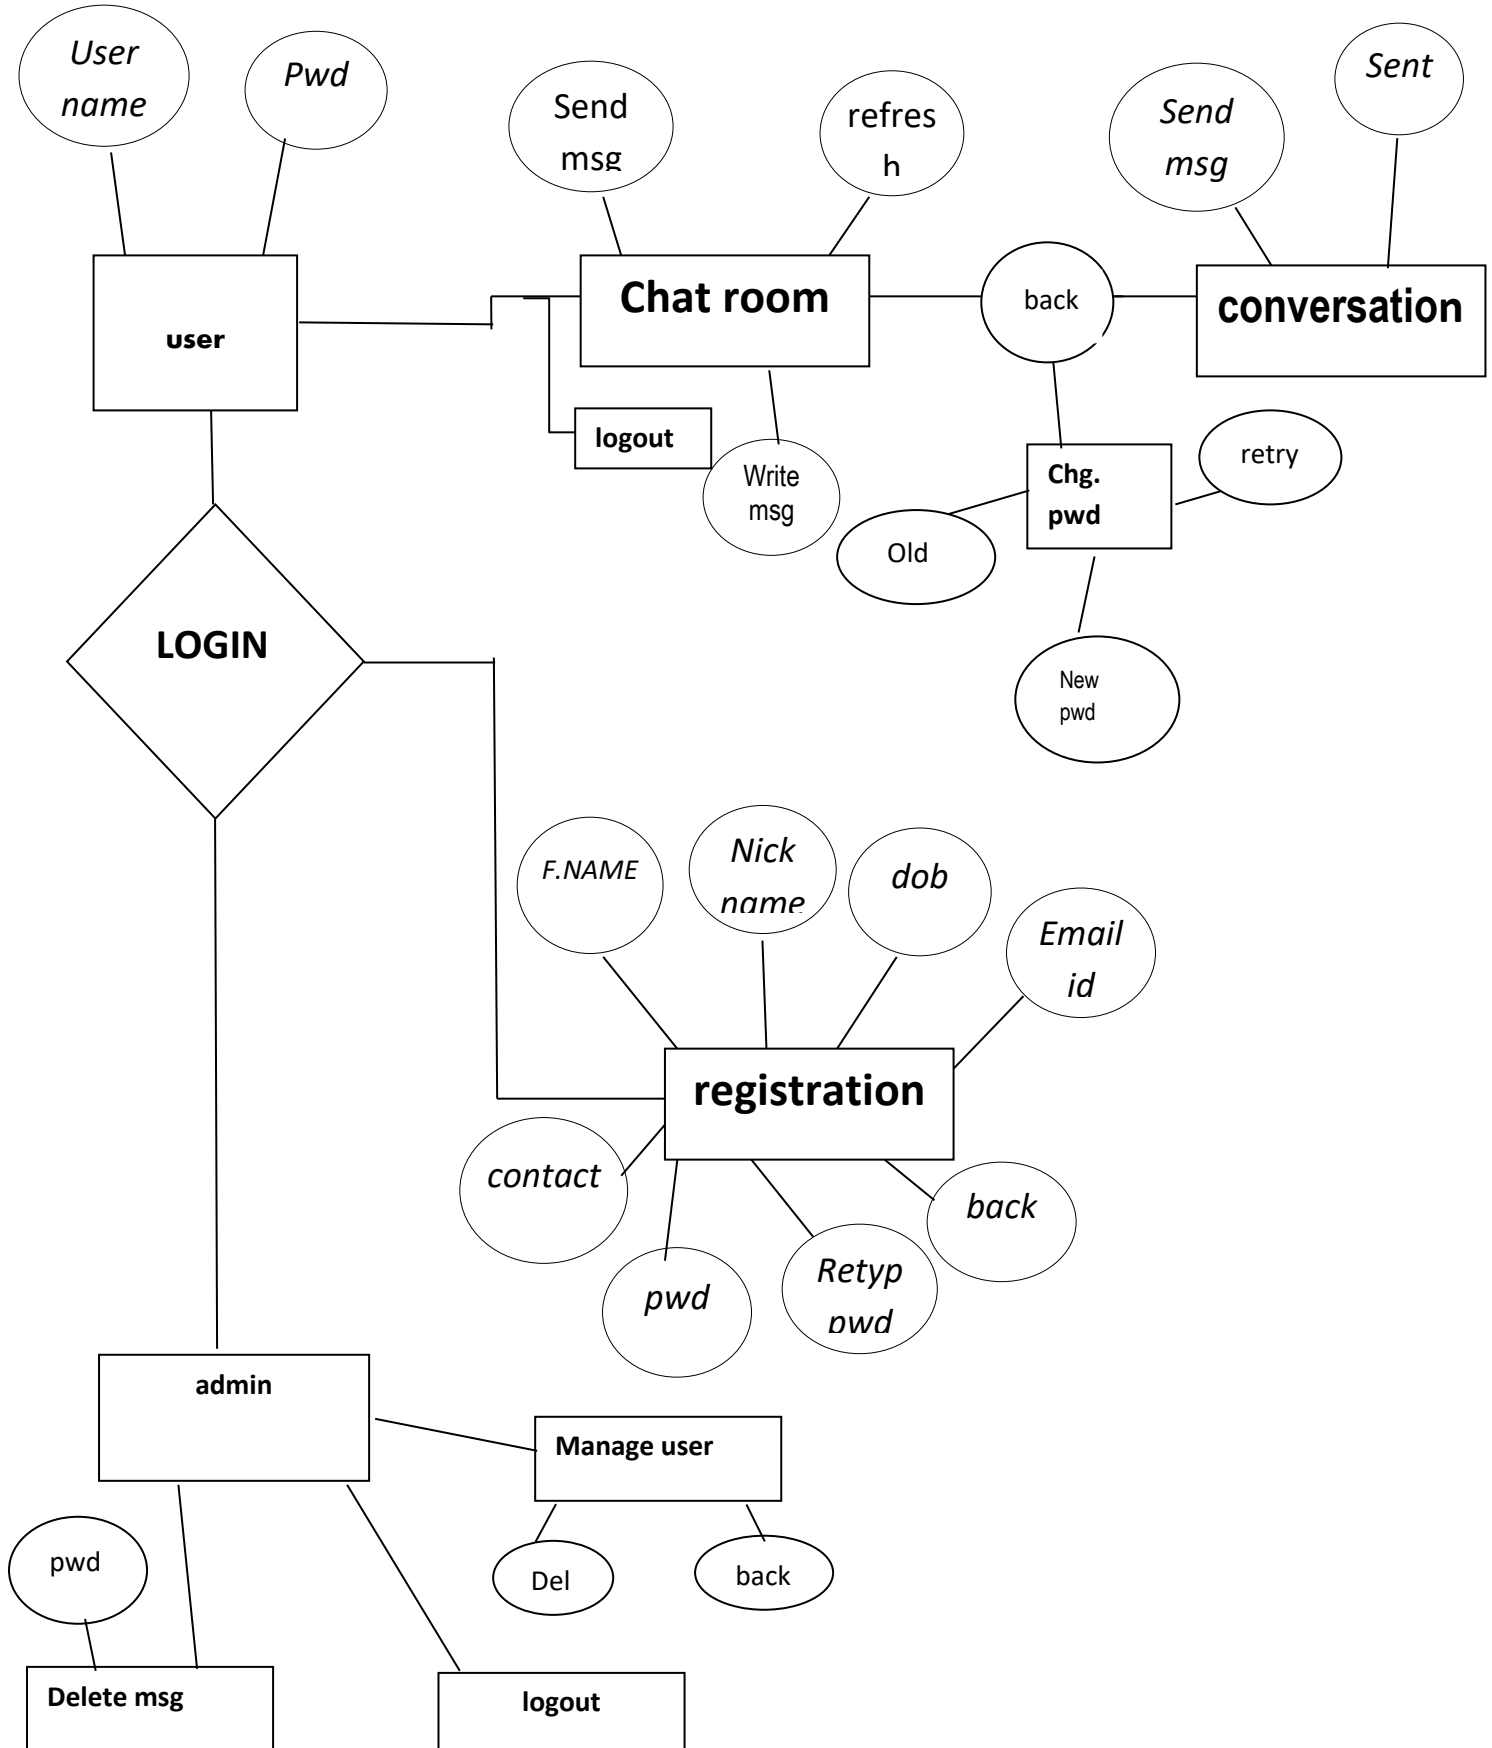 User
name
Pwd
Send
msg
refres
h
Send
msg
Sent
user
Chat room
back
conversation
logout
Write
msg
Chg.
pwd
retry
Old
New
pwd
LOGIN
F.NAME
Nick
name
dob
Email
id
registration
contact
pwd
Retyp
pwd
back
admin
Manage user
pwd
Del
back
Delete msg
logout